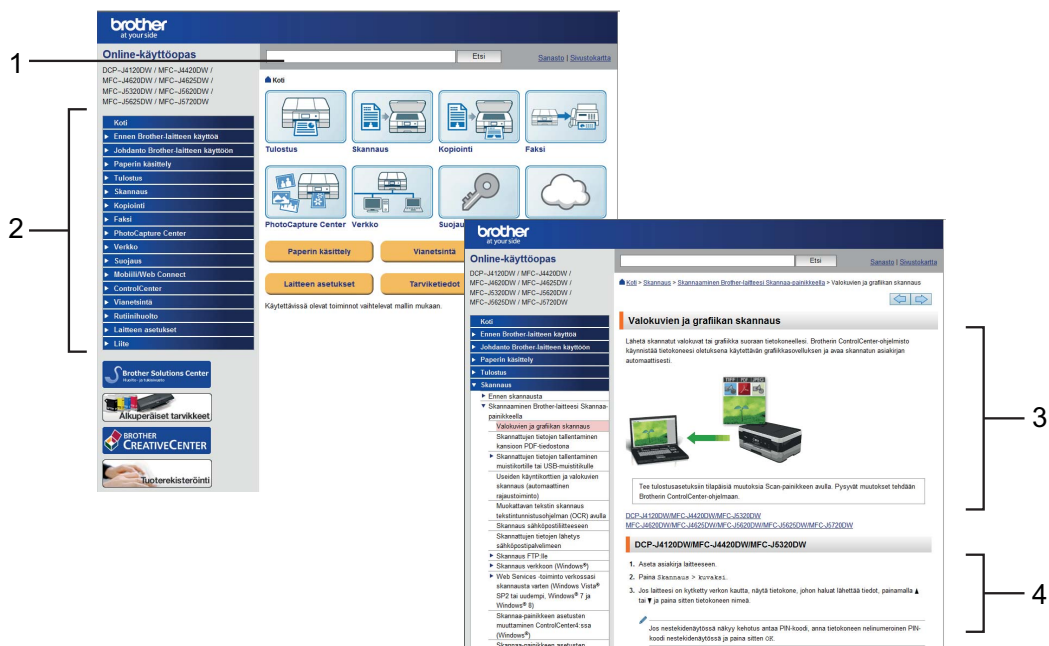 1
2
3
4
brother
at your side
Online-käyttöopas
DCP-J4120DW / MFC-J4420DW /
MFC-J4620DW / MFC-J4625DW /
MFC-J5320DW / MFC-J5620DW /
MFC-J5625DW / MFC-J5720DW
Etsi
Sanasto | Sivustokartta
Koti
Koti
Ennen Brother-laitteen käyttöä
Johdanto Brother-laitteen käyttöön
Paperin käsittely
Tulostus
Skannaus
Kopiointi
Faksi
PhotoCapture Center
Verkko
Suojaus
Mobiili/Web Connect
ControlCenter
Vianetsintä
Rutiinihuolto
Laitteen asetukset
Liite
Brother Solutions Center
Alkuperäiset tarvikkeet
BROTHER
CREATIVECENTER
Tuoterekisteröinti
Tulostus
Skannaus
Kopiointi
Faksi
PhotoCapture Center
Verkko
Suojau
Paperin käsittely
Vianetsintä
Laitteen asetukset
Tarviketiedot
Käytettävissä olevat toiminnot vaihtelevat mallin mukaan.
brother
at your side
Online-käyttöopas
DCP-J4120DW / MFC-J4420DW /
MFC-J4620DW / MFC-J4625DW /
MFC-J5320DW / MFC-J5620DW /
MFC-J5625DW / MFC-J5720DW
Etsi
Sanasto | Sivustokartta
Koti
Ennen Brother-laitteen käyttöä
Johdanto Brother-laitteen käyttöön
Paperin käsittely
Tulostus
Skannaus
Ennen skannausta
Skannaaminen Brother-laitteesi Skannaa-
painikkeella
Valokuvien ja grafiikan skannaus
Skannattujen tietojen tallentaminen
kansioon PDF-tiedostona
Skannattujen tietojen tallentaminen
muistikortille tai USB-muistitikulle
Useiden käyntikorttien ja valokuvien
skannaus (automaattinen
rajaustoiminto)
Muokattavan tekstin skannaus
tekstintunnistusohjelman (OCR) avulla
Skannaus sähköpostiliitteeseen
Skannattujen tietojen lähetys
sähköpostipalvelimeen
Skannaus FTP:lle
Skannaus verkkoon (Windows®)
Web Services -toiminto verkossasi
skannausta varten (Windows Vista®
SP2 tai uudempi, Windows® 7 ja
Windows® 8)
Skannaa-painikkeen asetusten
muuttaminen ControlCenter4:ssa
(Windows®)
Skannaa-painikkeen asetusten
Koti > Skannaus > Skannaaminen Brother-laitteesi Skannaa-painikkeella > Valokuvien ja grafiikan skannaus
Valokuvien ja grafiikan skannaus
Lähetä skannatut valokuvat tai grafiikka suoraan tietokoneellesi. Brotherin ControlCenter-ohjelmisto
käynnistää tietokoneesi oletuksena käytettävän grafiikkasovelluksen ja avaa skannatun asiakirjan
automaattisesti.
TIFF PDF JPEG
Tee tulostusasetuksiin tilapäisiä muutoksia Scan-painikkeen avulla. Pysyvät muutokset tehdään
Brotherin ControlCenter-ohjelmaan.
DCP-J4120DW/MFC-J4420DW/MFC-J5320DW
MFC-J4620DW/MFC-J4625DW/MFC-J5620DW/MFC-J5625DW/MFC-J5720DW
DCP-J4120DW/MFC-J4420DW/MFC-J5320DW
1. Aseta asiakirja laitteeseen.
2. Paina Skannaus > kuvaksi.
3. Jos laitteesi on kytketty verkon kautta, näytä tietokone, johon haluat lähettää tiedot, painamalla ▲
tai ▼ ja paina sitten tietokoneen nimeä.
Jos nestekidenäytössä näkyy kehotus antaa PIN-koodi, anna tietokoneen nelinumeroinen PIN-
koodi nestekidenäytössä ja paina sitten OK.